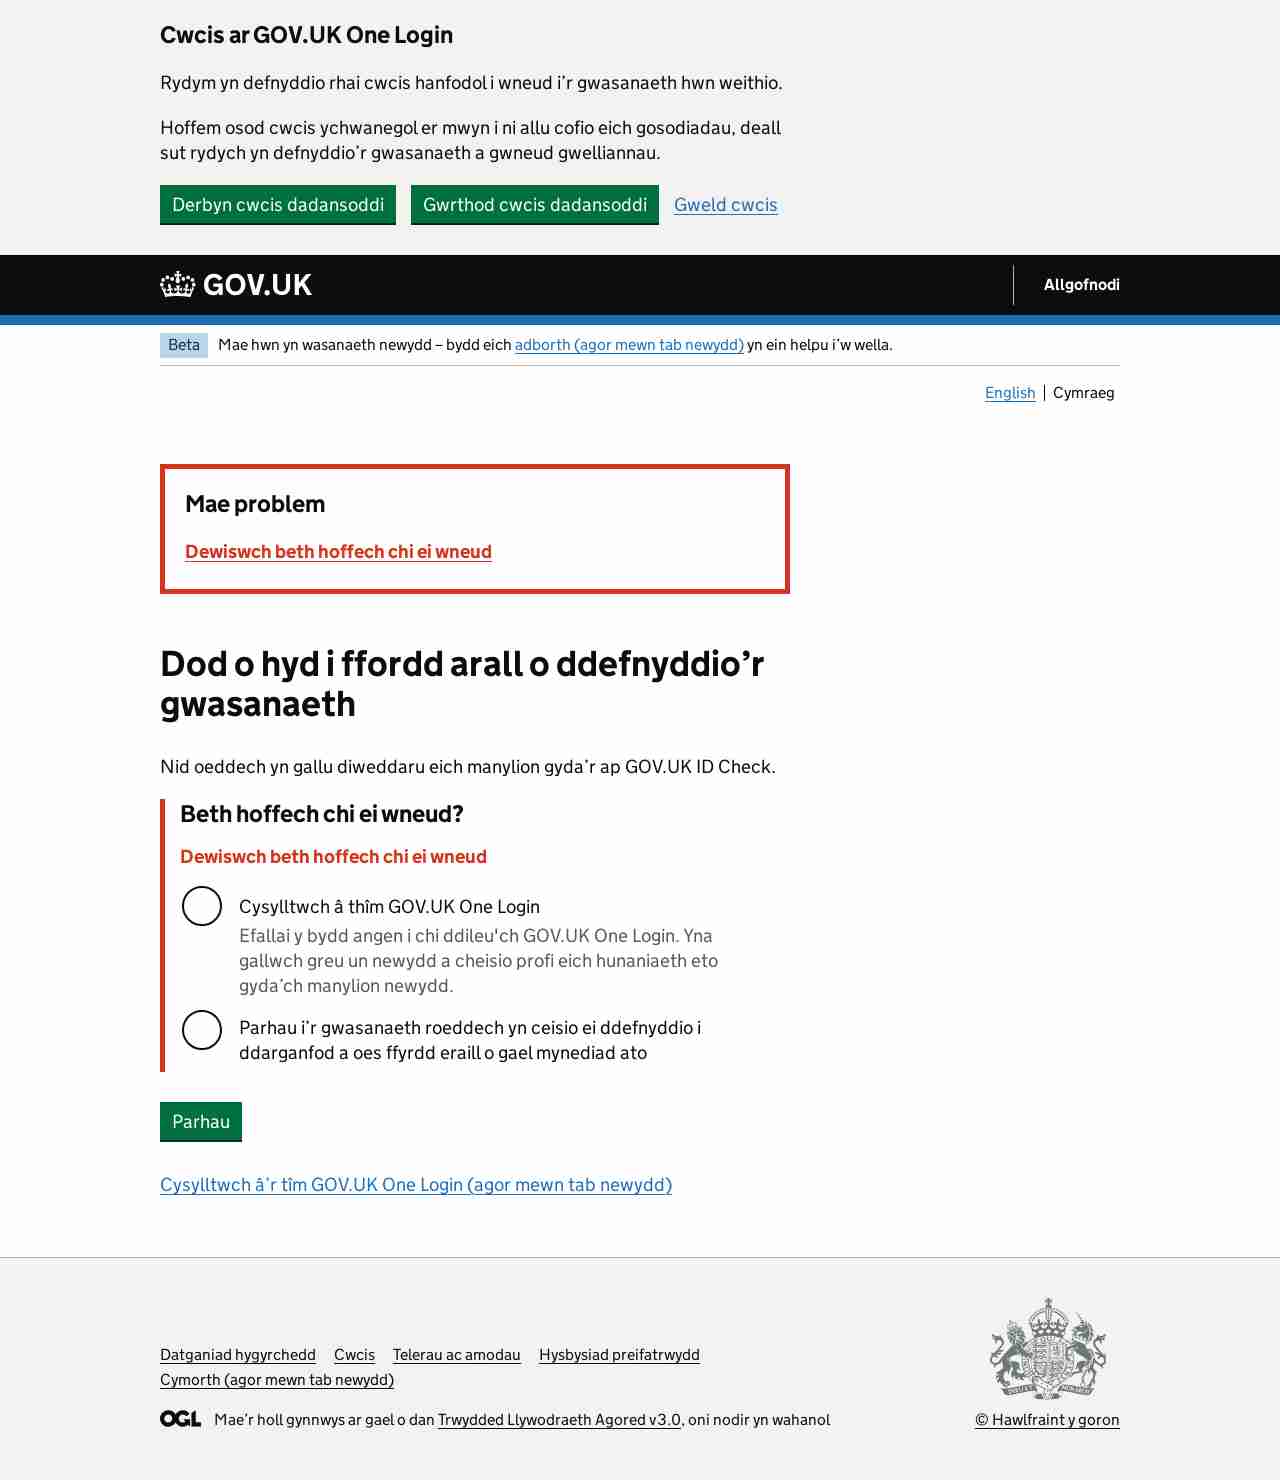 Cwcis ar GOV.UK One Login
Rydym yn defnyddio rhai cwcis hanfodol i wneud i’r gwasanaeth hwn weithio.
Hoffem osod cwcis ychwanegol er mwyn i ni allu cofio eich gosodiadau, deall
sut rydych yn defnyddio’r gwasanaeth a gwneud gwelliannau.
Derbyn cwcis dadansoddi Gwrthod cwcis dadansoddi Gweld cwcis
GOV.UK Allgofnodi
Beta Mae hwn yn wasanaeth newydd – bydd eich adborth (agor mewn tab newydd) yn ein helpu i’w wella.
English Cymraeg
Mae problem
Dewiswch beth hoffech chi ei wneud
Dod o hyd i ffordd arall o ddefnyddio’r
gwasanaeth
Nid oeddech yn gallu diweddaru eich manylion gyda’r ap GOV.UK ID Check.
Beth hoffech chi ei wneud?
Dewiswch beth hoffech chi ei wneud
Cysylltwch â thîm GOV.UK One Login
Efallai y bydd angen i chi ddileu'ch GOV.UK One Login. Yna
gallwch greu un newydd a cheisio profi eich hunaniaeth eto
gyda’ch manylion newydd.
Parhau i’r gwasanaeth roeddech yn ceisio ei ddefnyddio i
ddarganfod a oes ffyrdd eraill o gael mynediad ato
Parhau
Cysylltwch â’r tîm GOV.UK One Login (agor mewn tab newydd)
Datganiad hygyrchedd Cwcis Telerau ac amodau Hysbysiad preifatrwydd
Cymorth (agor mewn tab newydd)
OGL Mae’r holl gynnwys ar gael o dan Trwydded Llywodraeth Agored v3.0, oni nodir yn wahanol
© Hawlfraint y goron